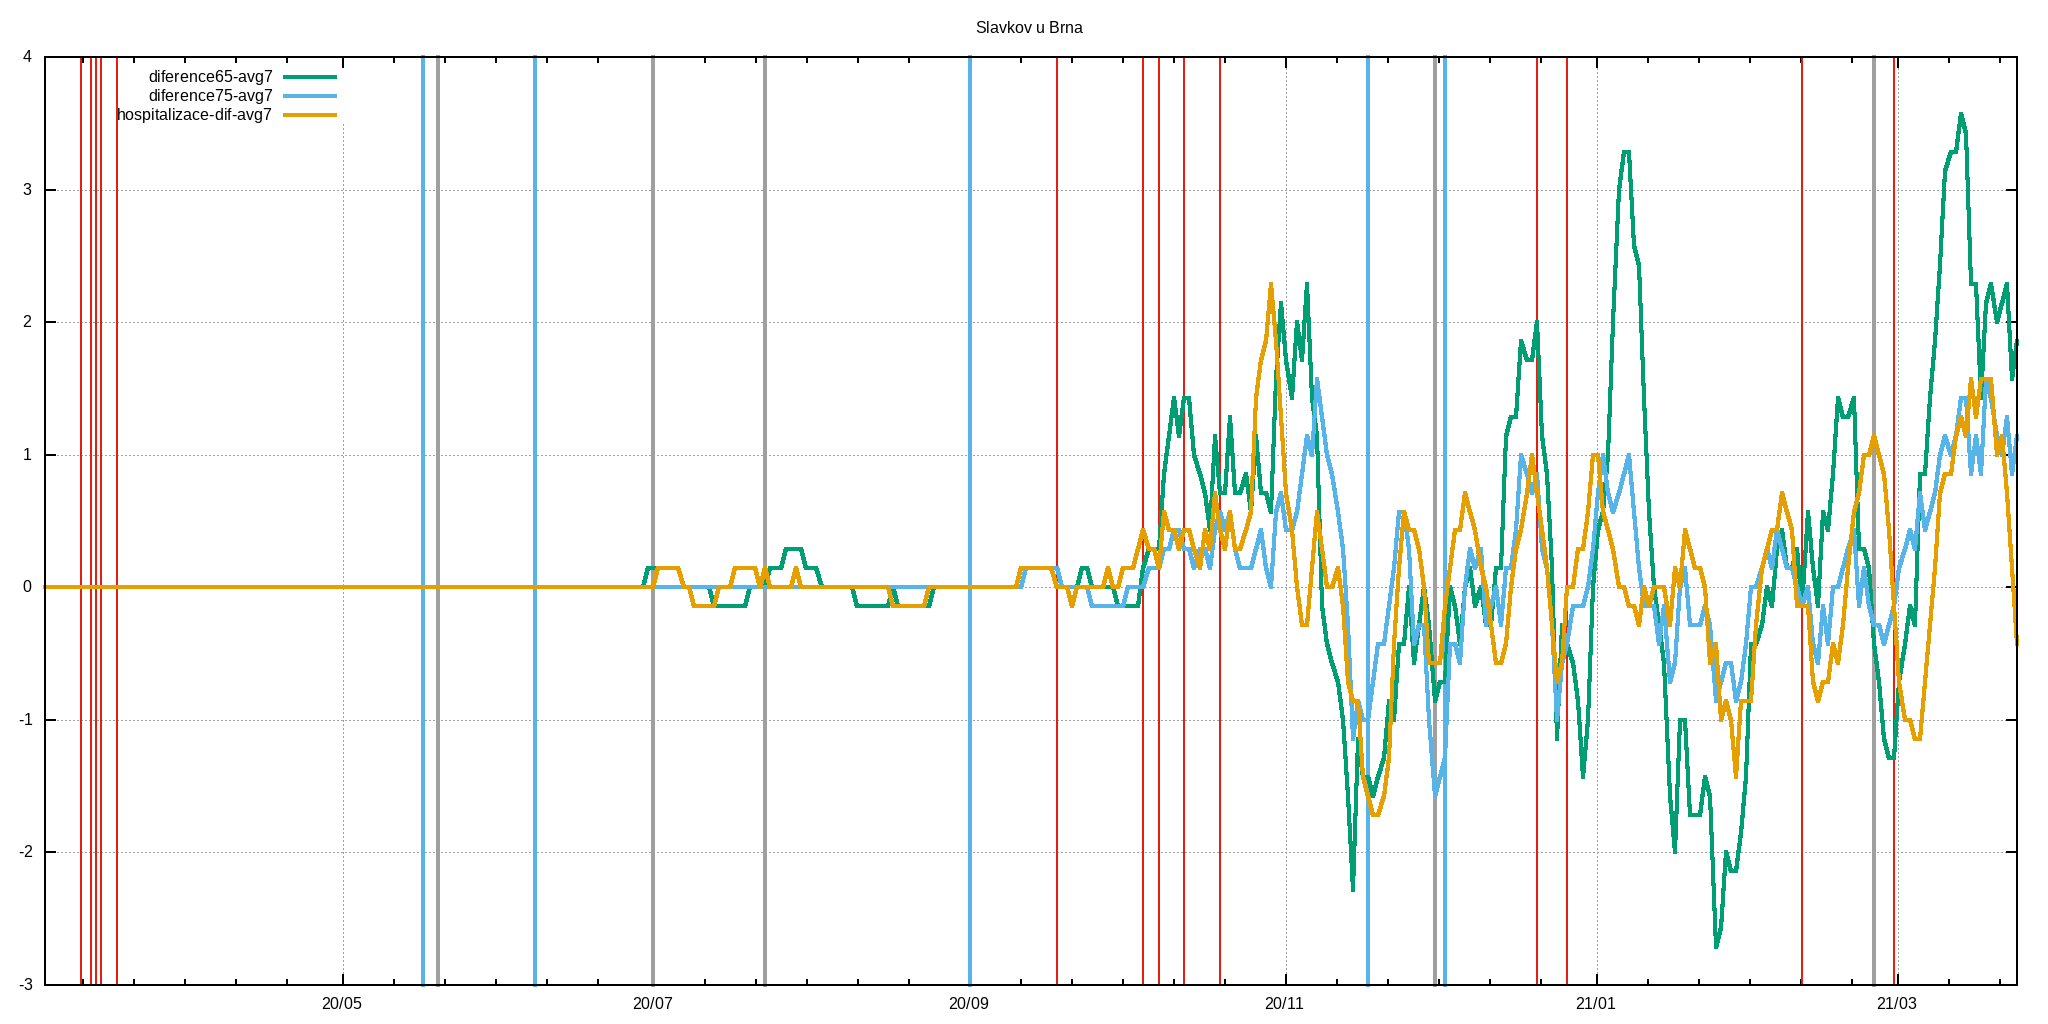 Slavkov u Brna
diference65-avg7
diference75-avg7
hospitalizace-dif-avg7
4
3
2
1
0
-1
-2
-3
20/05 20/07 20/09 20/11 21/01 21/03